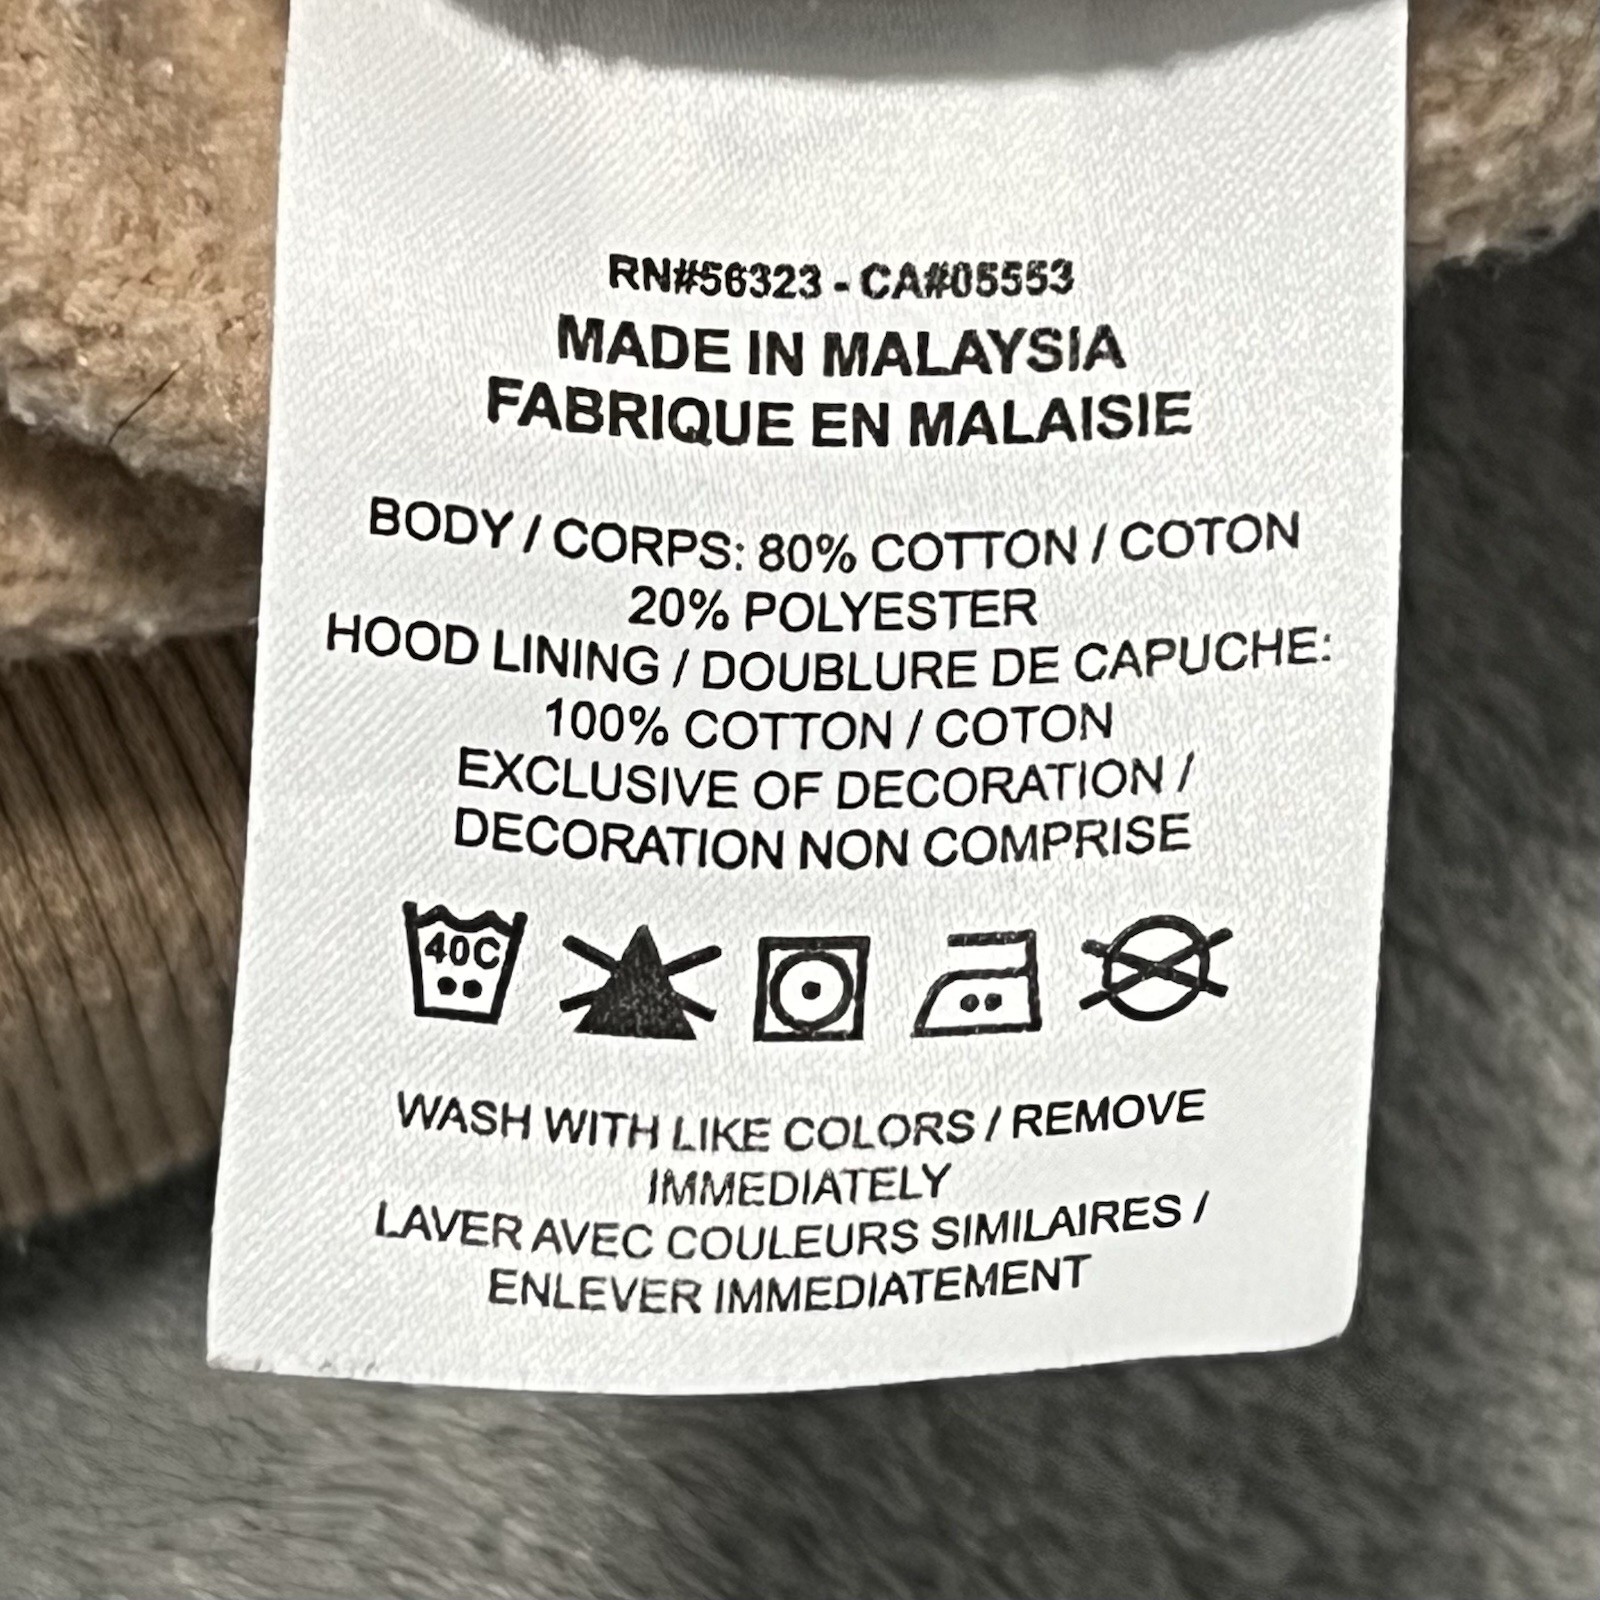 RN#56323 - CA#05553
MADE IN MALAYSIA
FABRIQUE EN MALAISIE
BODY / CORPS: 80% COTTON / COTON
20% POLYESTER
HOOD LINING / DOUBLURE DE CAPUCHE:
100% COTTON / COTON
EXCLUSIVE OF DECORATION /
DECORATION NON COMPRISE
40C
WASH WITH LIKE COLORS / REMOVE
IMMEDIATELY
LAVER AVEC COULEURS SIMILAIRES /
ENLEVER IMMEDIATEMENT